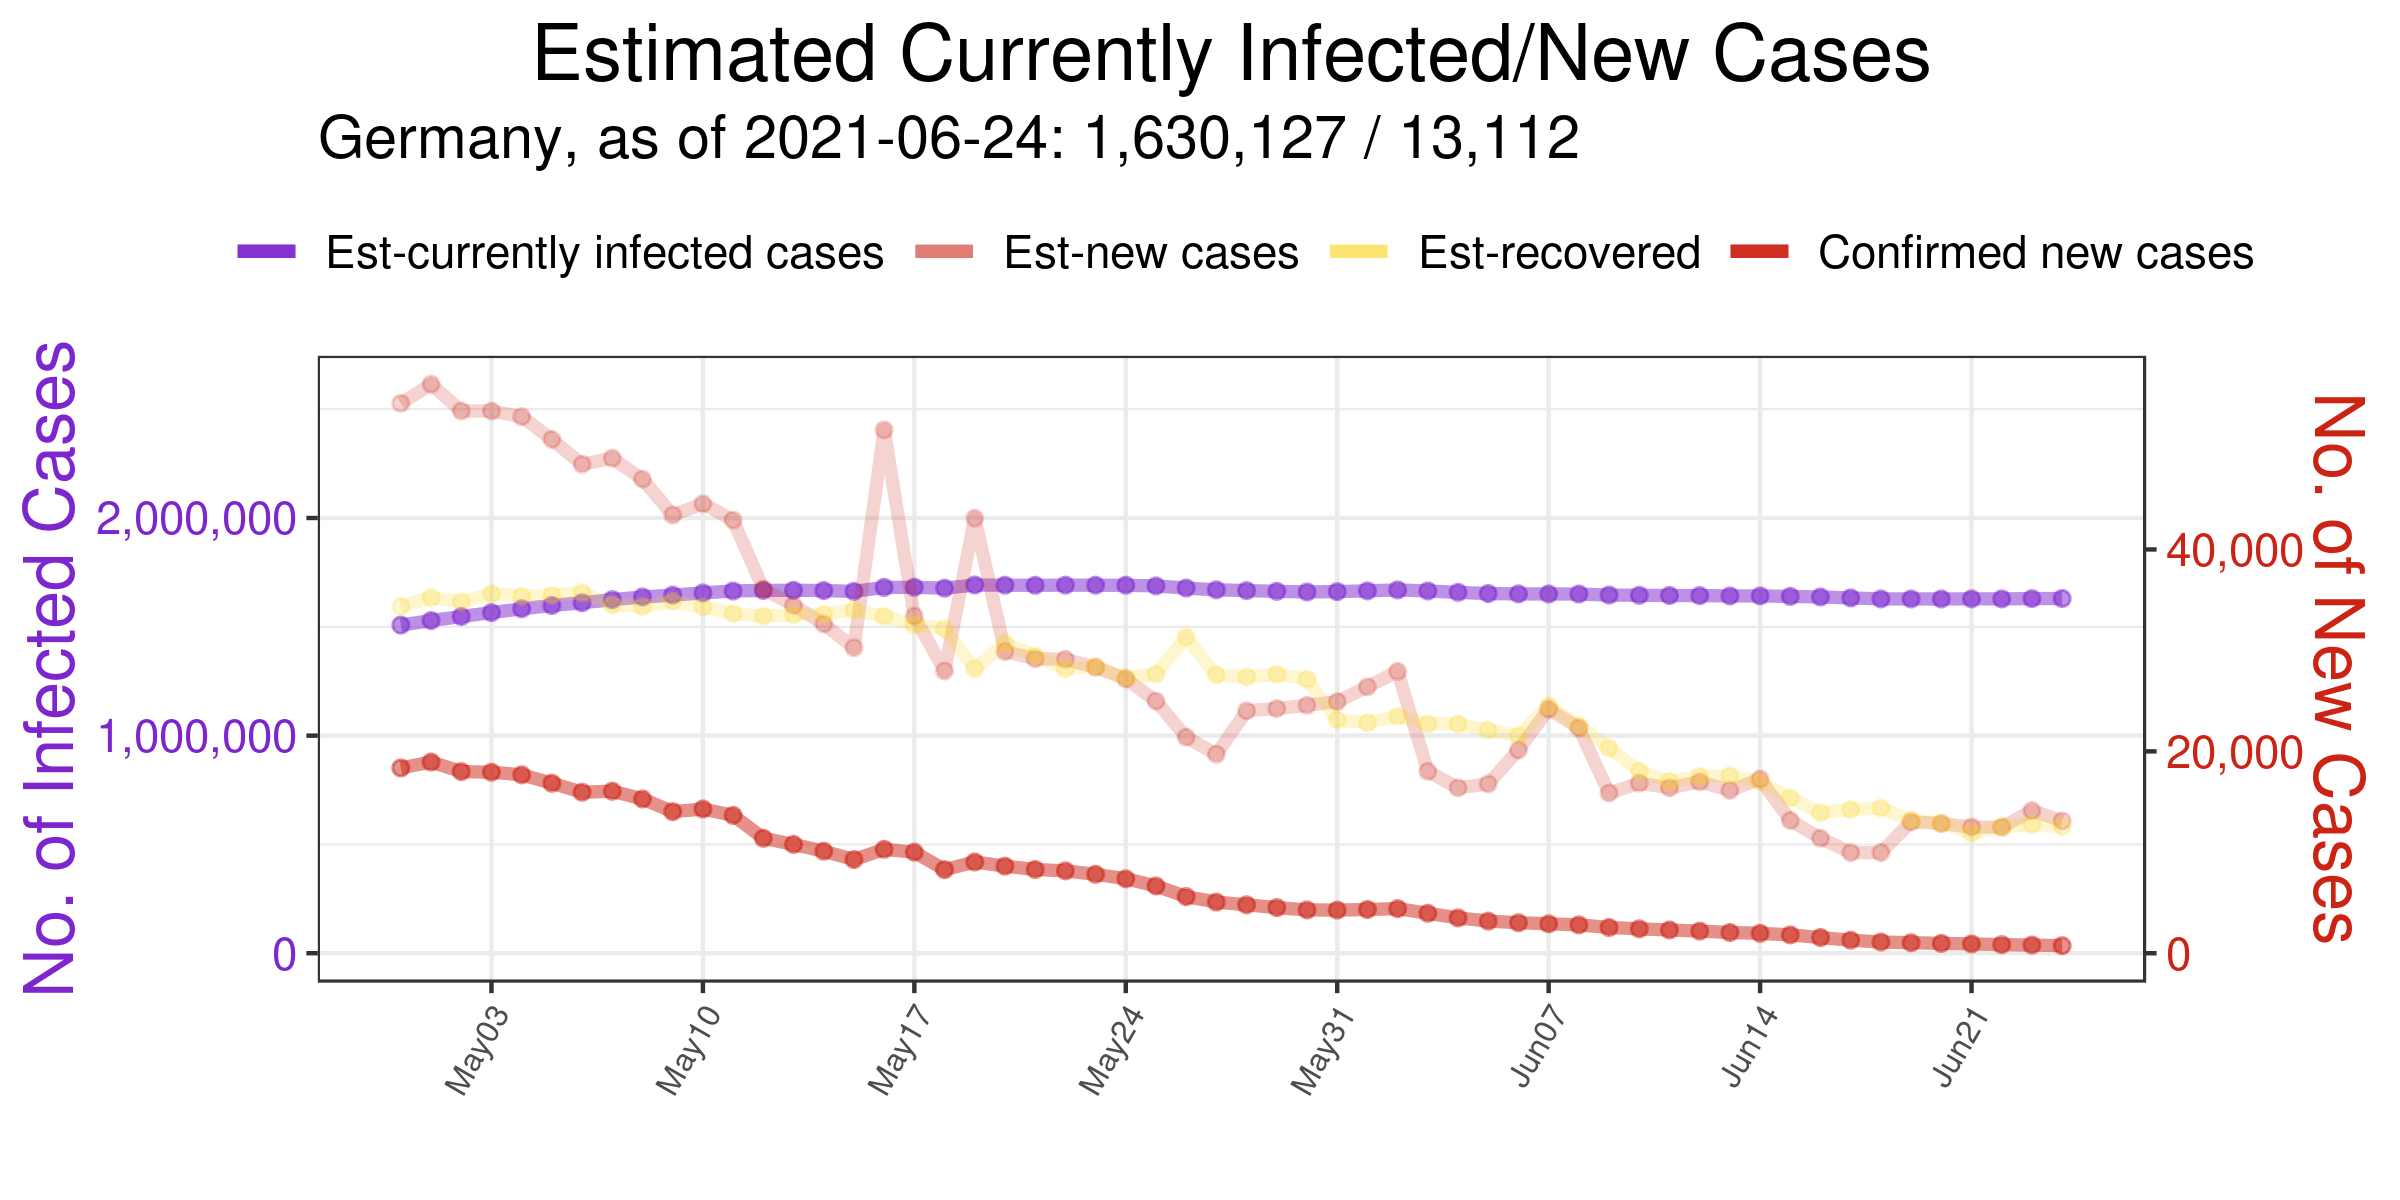 Estimated Currently Infected/New Cases
Germany, as of 2021-06-24: 1,630,127 / 13,112
Est-currently infected cases Est-new cases Est-recovered Confirmed new cases
No. of Infected Cases
2,000,000
1,000,000
0
40,000
20,000
0
No. of New Cases
May03 May10 May17 May24 May31 Jun07 Jun14 Jun21